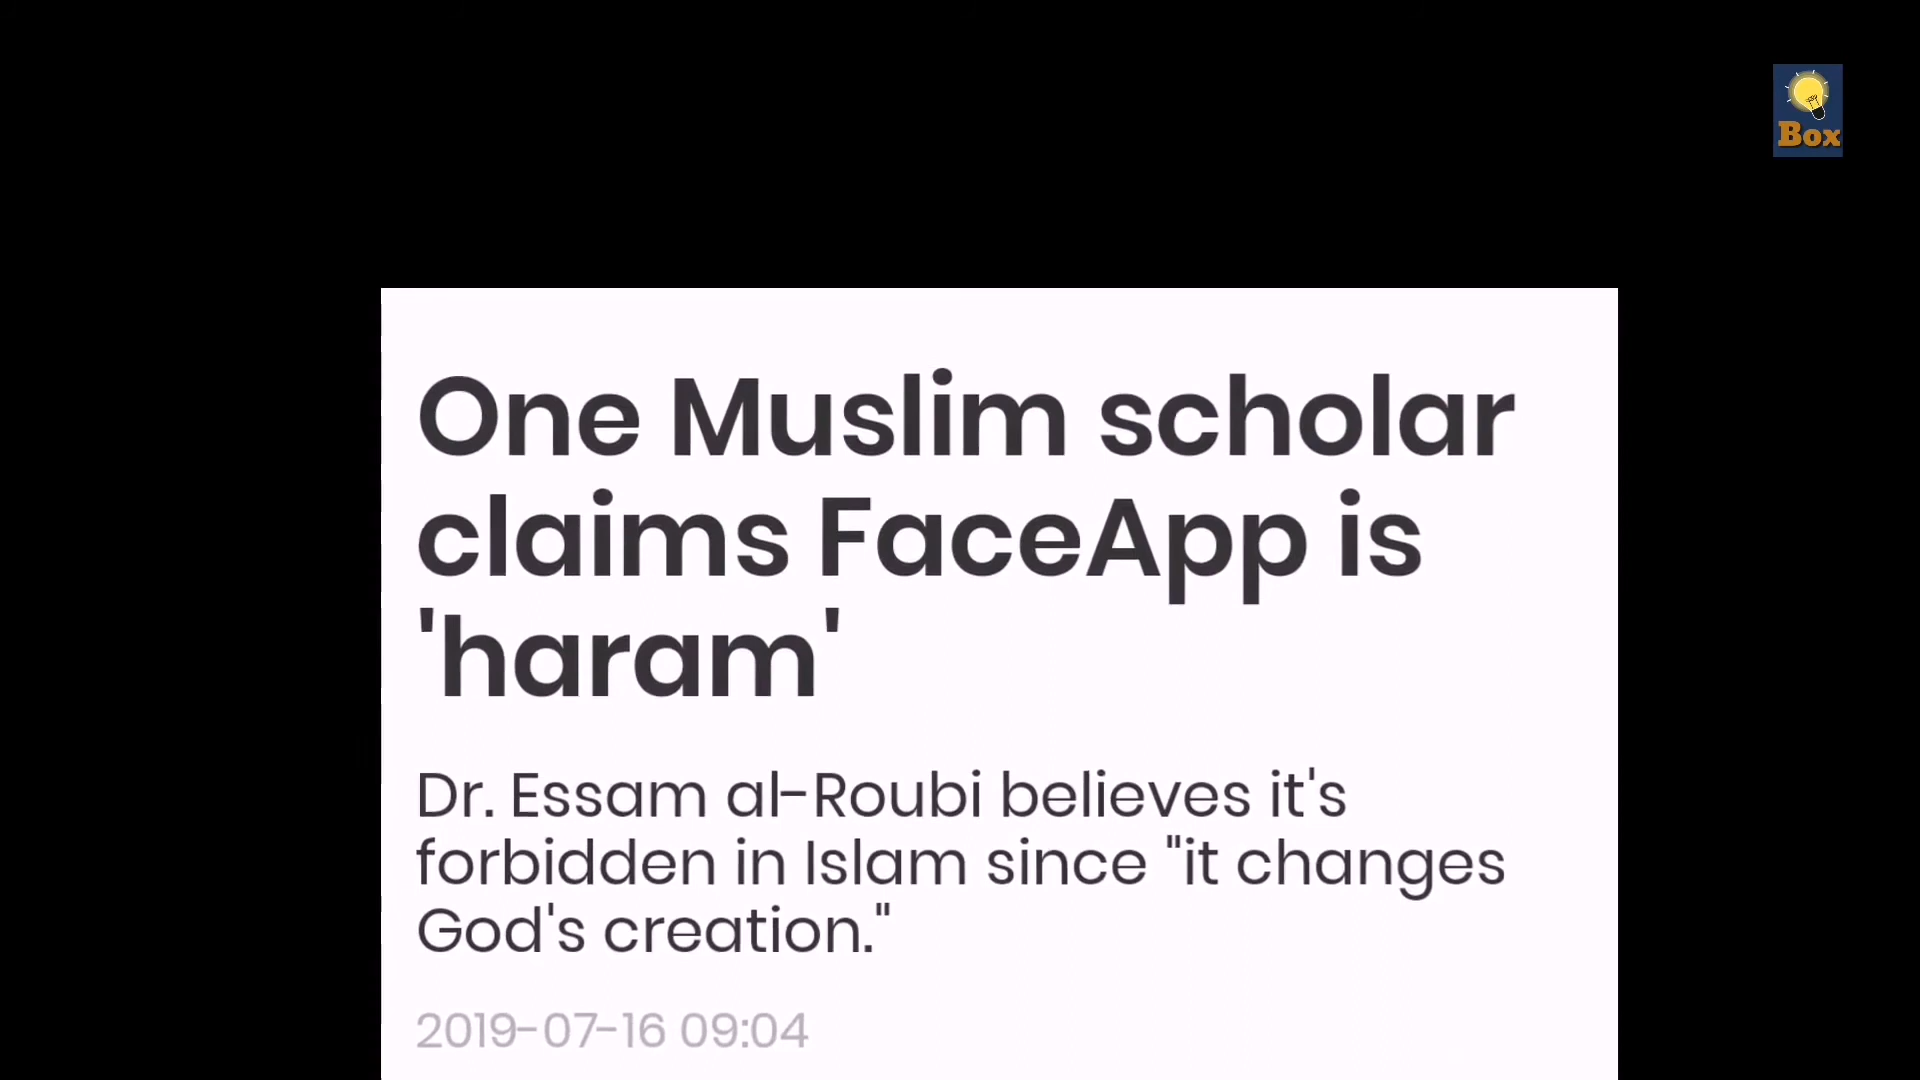 Box
One Muslim scholar
claims FaceApp is
'haram'
Dr. Essam al-Roubi believes it's
forbidden in Islam since "it changes
God's creation."
2019-07-16 09:04